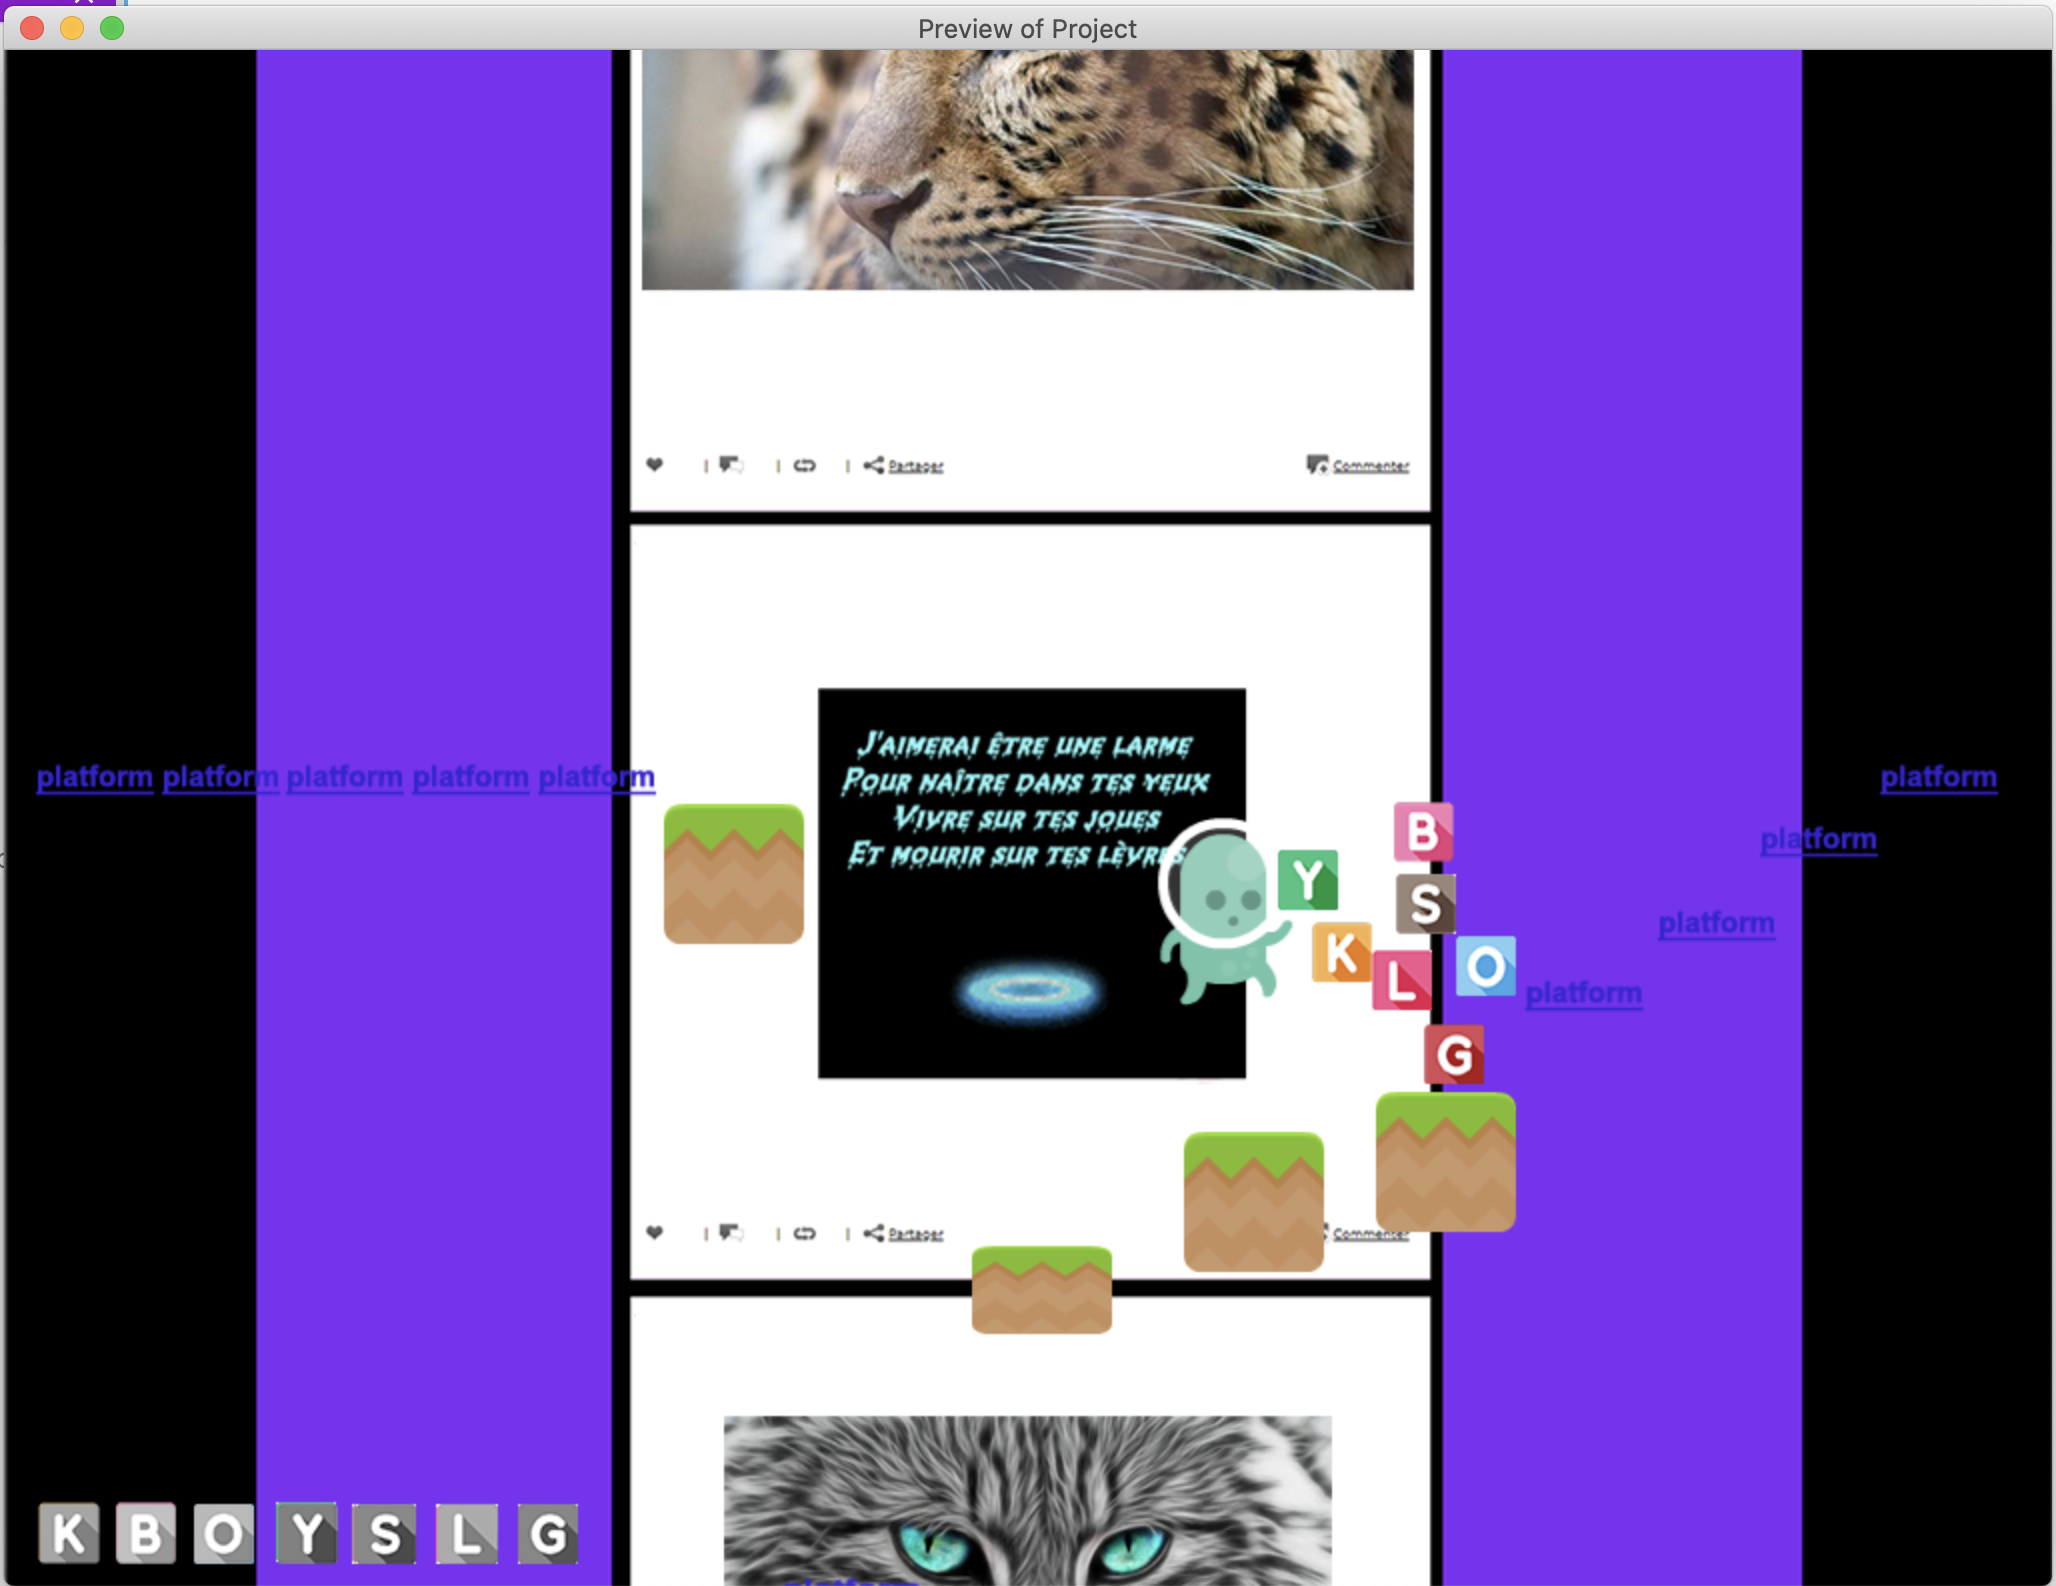 Preview of Project
Partager
Commenter
J'aimerai être une larme
Pour naître dans tes yeux
Vivre sur tes joues
Et mourir sur tes lèvres
platform platform platform platform platform
platform
platform
platform
platform
B
Y
S
K
L
O
G
Partager
Commenter
K B O Y S L G
platform